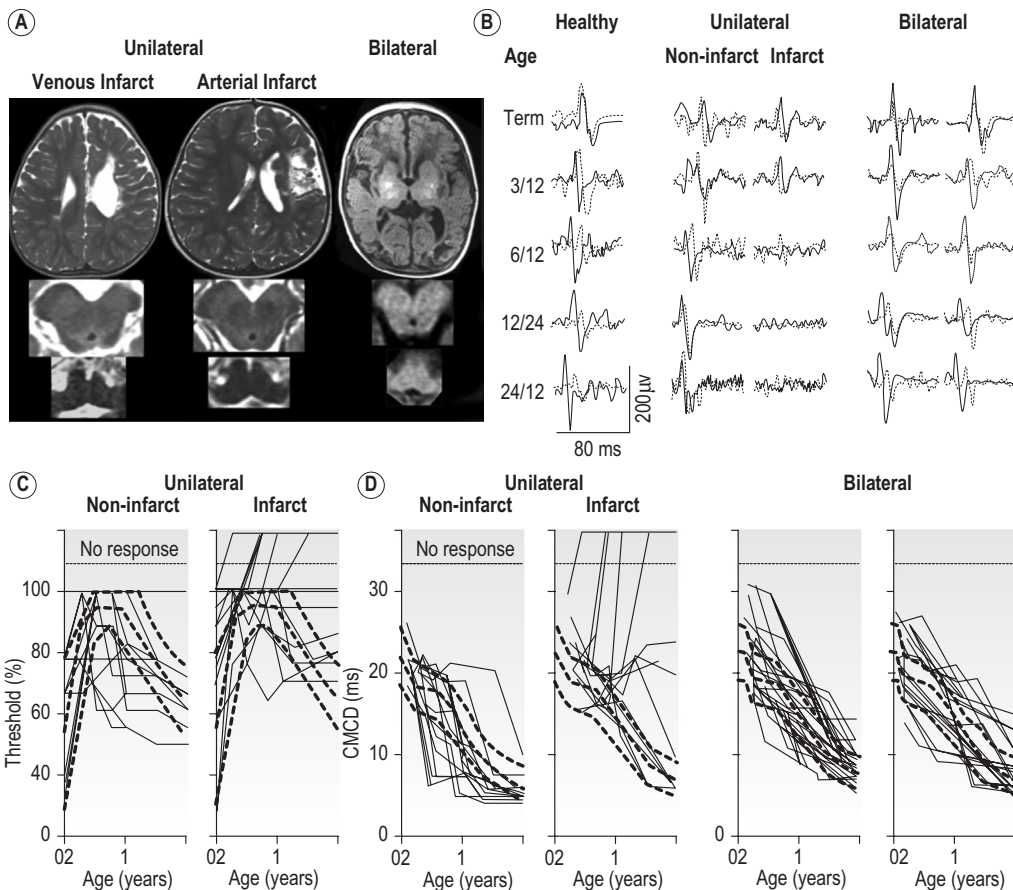 A
Unilateral
Bilateral
Venous Infarct
Arterial Infarct
B
Healthy
Unilateral
Bilateral
Age
Non-infarct
Infarct
Term
3/12
6/12
12/24
24/12
200µv
80 ms
C
Unilateral
Non-infarct
Infarct
No response
Threshold (%)
100
80
60
40
0
02
1
02
1
Age (years)
Age (years)
D
Unilateral
Bilateral
Non-infarct
Infarct
No response
CMCD (ms)
30
20
10
0
0
02
1
02
1
02
1
02
1
Age (years)
Age (years)
Age (years)
Age (years)